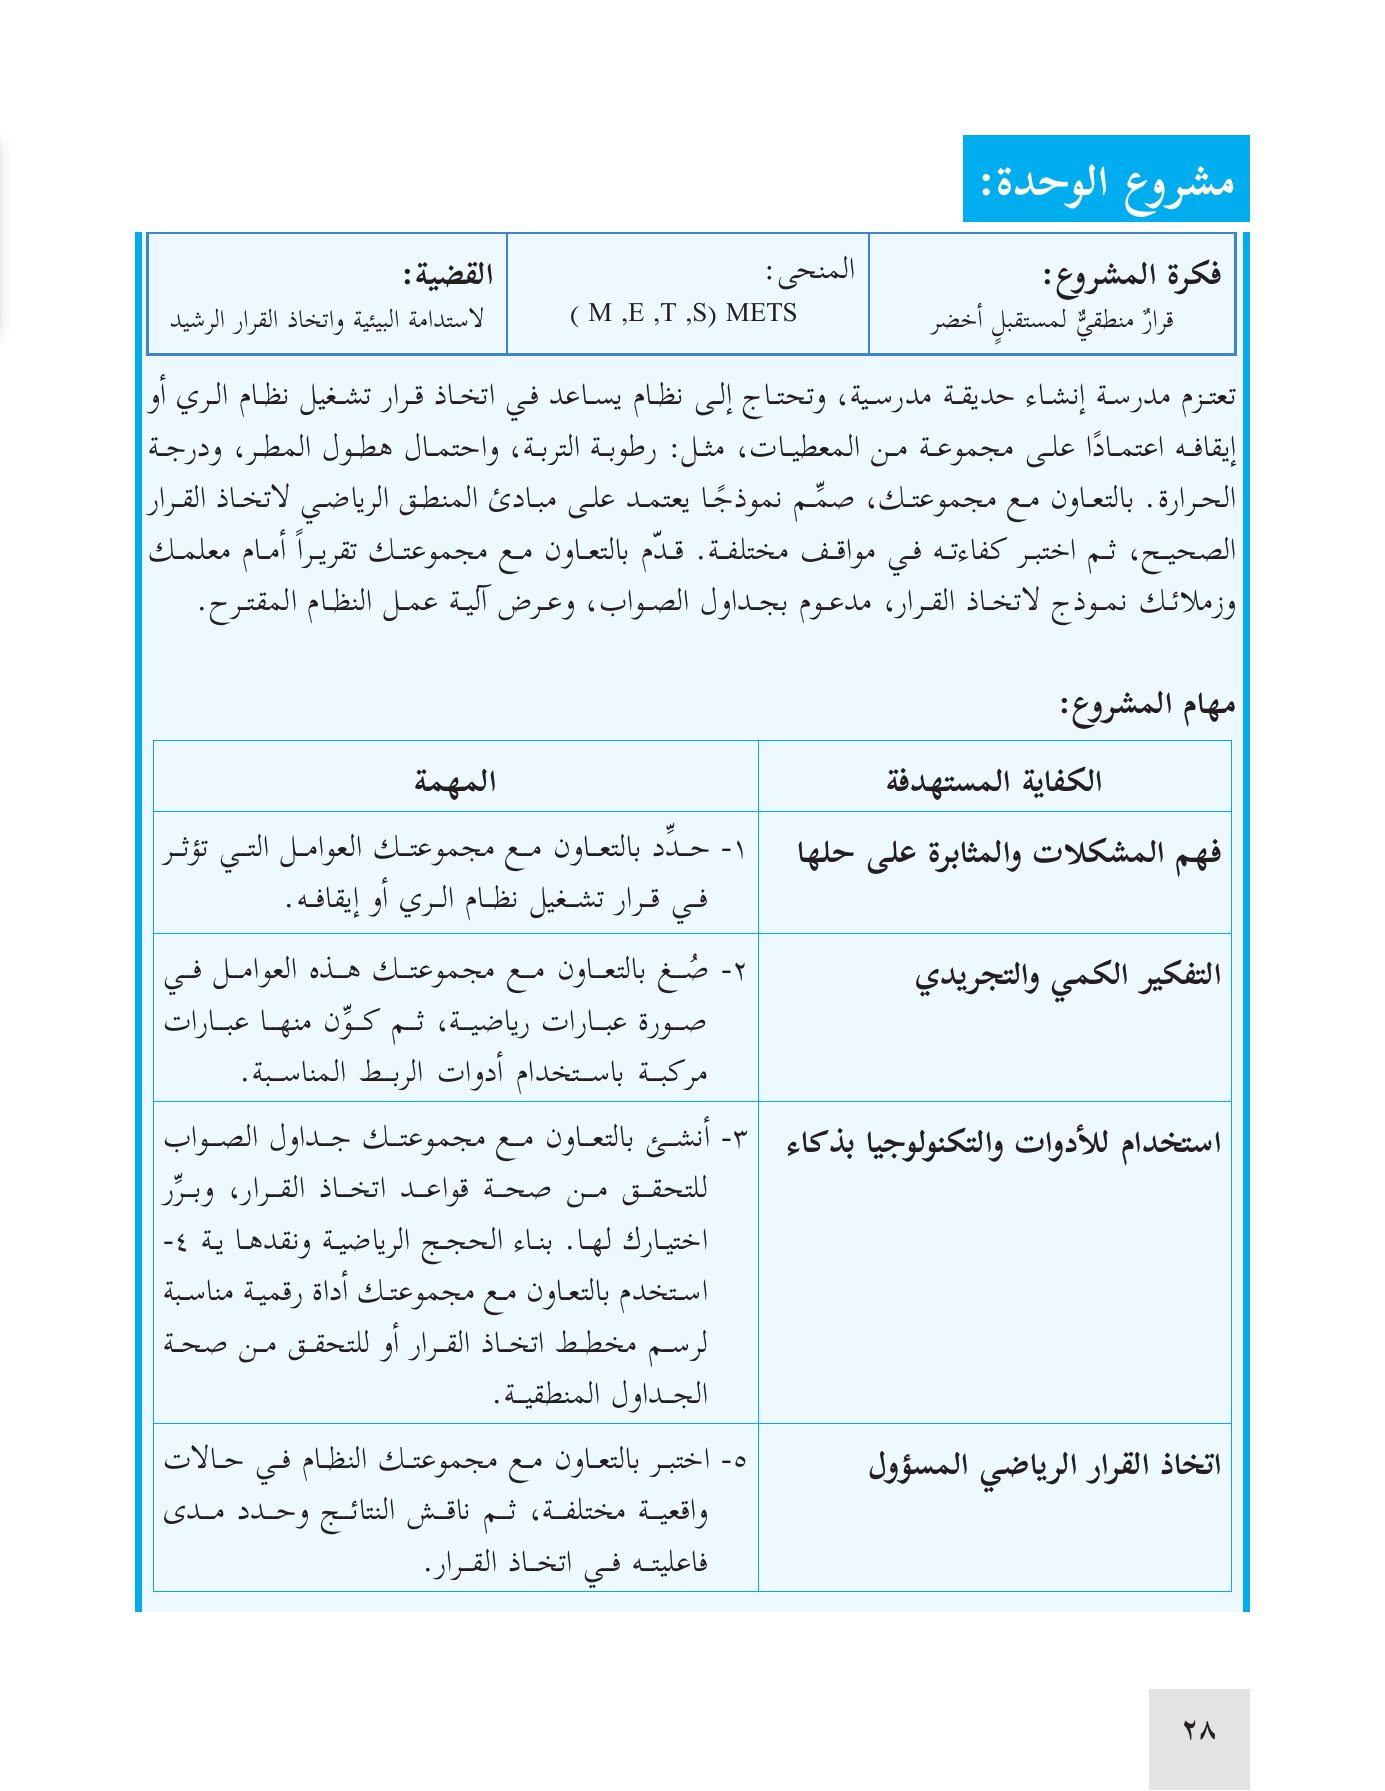 مشروع الوحدة:
فكرة المشروع:
قرارٌ منطقيٌّ لمستقبلٍ أخضر
المنحى:
METS (S, T, E, M )
القضية:
لاستدامة البيئية واتخاذ القرار الرشيد
تعتزم مدرسة إنشاء حديقة مدرسية، وتحتاج إلى نظام يساعد في اتخاذ قرار تشغيل نظام الري أو
إيقافه اعتمادًا على مجموعة من المعطيات، مثل: رطوبة التربة، واحتمال هطول المطر، ودرجة
الحرارة. بالتعاون مع مجموعتك، صمِّم نموذجًا يعتمد على مبادئ المنطق الرياضي لاتخاذ القرار
الصحيح، ثم اختبر كفاءته في مواقف مختلفة. قدّم بالتعاون مع مجموعتك تقريراً أمام معلمك
وزملائك نموذج لاتخاذ القرار، مدعوم بجداول الصواب، وعرض آلية عمل النظام المقترح.
مهام المشروع:
الكفاية المستهدفة
المهمة
فهم المشكلات والمثابرة على حلها
١- حدِّد بالتعاون مع مجموعتك العوامل التي تؤثر
في قرار تشغيل نظام الري أو إيقافه.
التفكير الكمي والتجريدي
٢- صُغ بالتعاون مع مجموعتك هذه العوامل في
صورة عبارات رياضية، ثم كوِّن منها عبارات
مركبة باستخدام أدوات الربط المناسبة.
استخدام للأدوات والتكنولوجيا بذكاء
٣- أنشئ بالتعاون مع مجموعتك جداول الصواب
للتحقق من صحة قواعد اتخاذ القرار، وبرِّر
اختيارك لها. بناء الحجج الرياضية ونقدها ية ٤-
استخدم بالتعاون مع مجموعتك أداة رقمية مناسبة
لرسم مخطط اتخاذ القرار أو للتحقق من صحة
الجداول المنطقية.
اتخاذ القرار الرياضي المسؤول
٥- اختبر بالتعاون مع مجموعتك النظام في حالات
واقعية مختلفة، ثم ناقش النتائج وحدد مدى
فاعليته في اتخاذ القرار.
٢٨